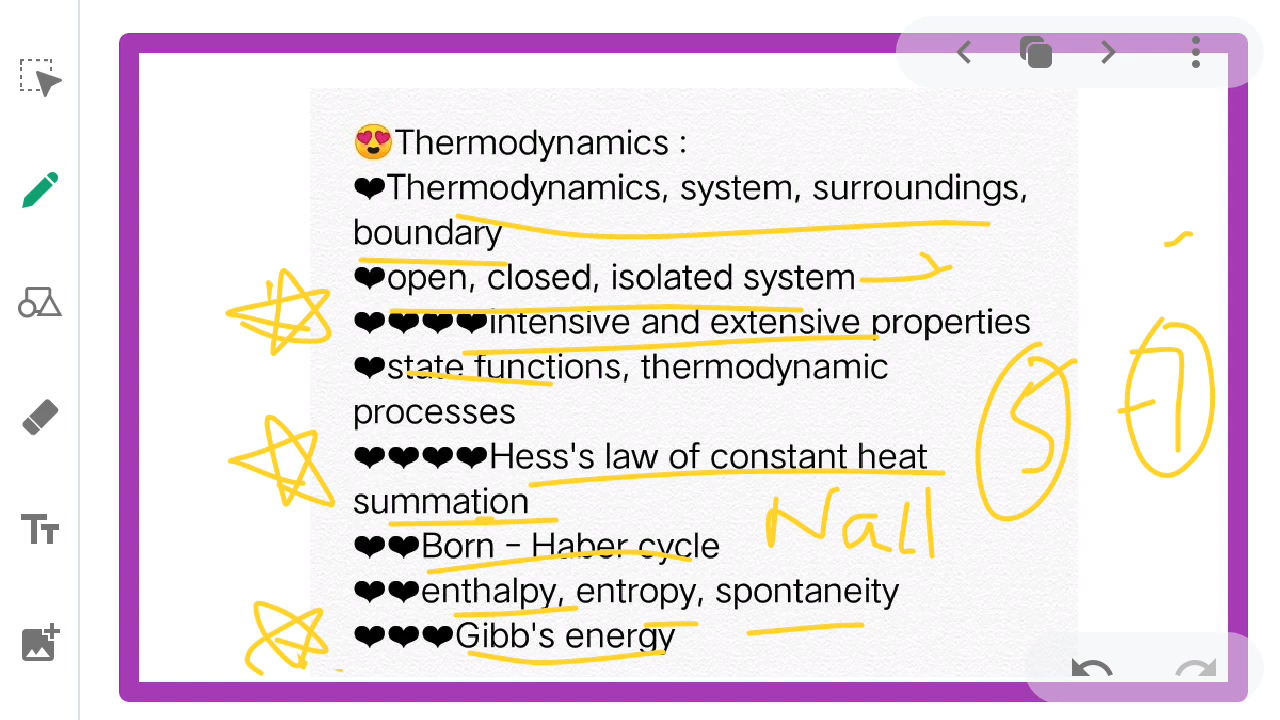 😍Thermodynamics :
❤Thermodynamics, system, surroundings,
boundary
❤open, closed, isolated system
❤❤❤❤intensive and extensive properties
❤state functions, thermodynamic
processes
❤❤❤❤Hess's law of constant heat
summation
❤❤Born – Haber cycle
❤❤enthalpy, entropy, spontaneity
❤❤❤Gibb's energy
5
7
Tт